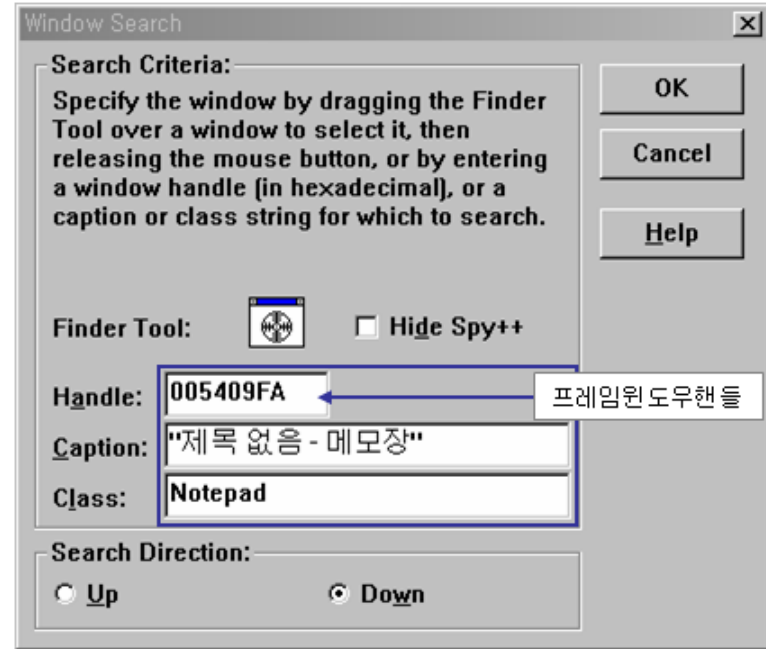 Window Search
Search Criteria:
Specify the window by dragging the Finder
Tool over a window to select it, then
releasing the mouse button, or by entering
a window handle (in hexadecimal), or a
caption or class string for which to search.
OK
Cancel
Help
Finder Tool:
Hide Spy++
Handle: 005409FA
프레임윈도우핸들
Caption: "제목 없음 - 메모장"
Class: Notepad
Search Direction:
Up
Down